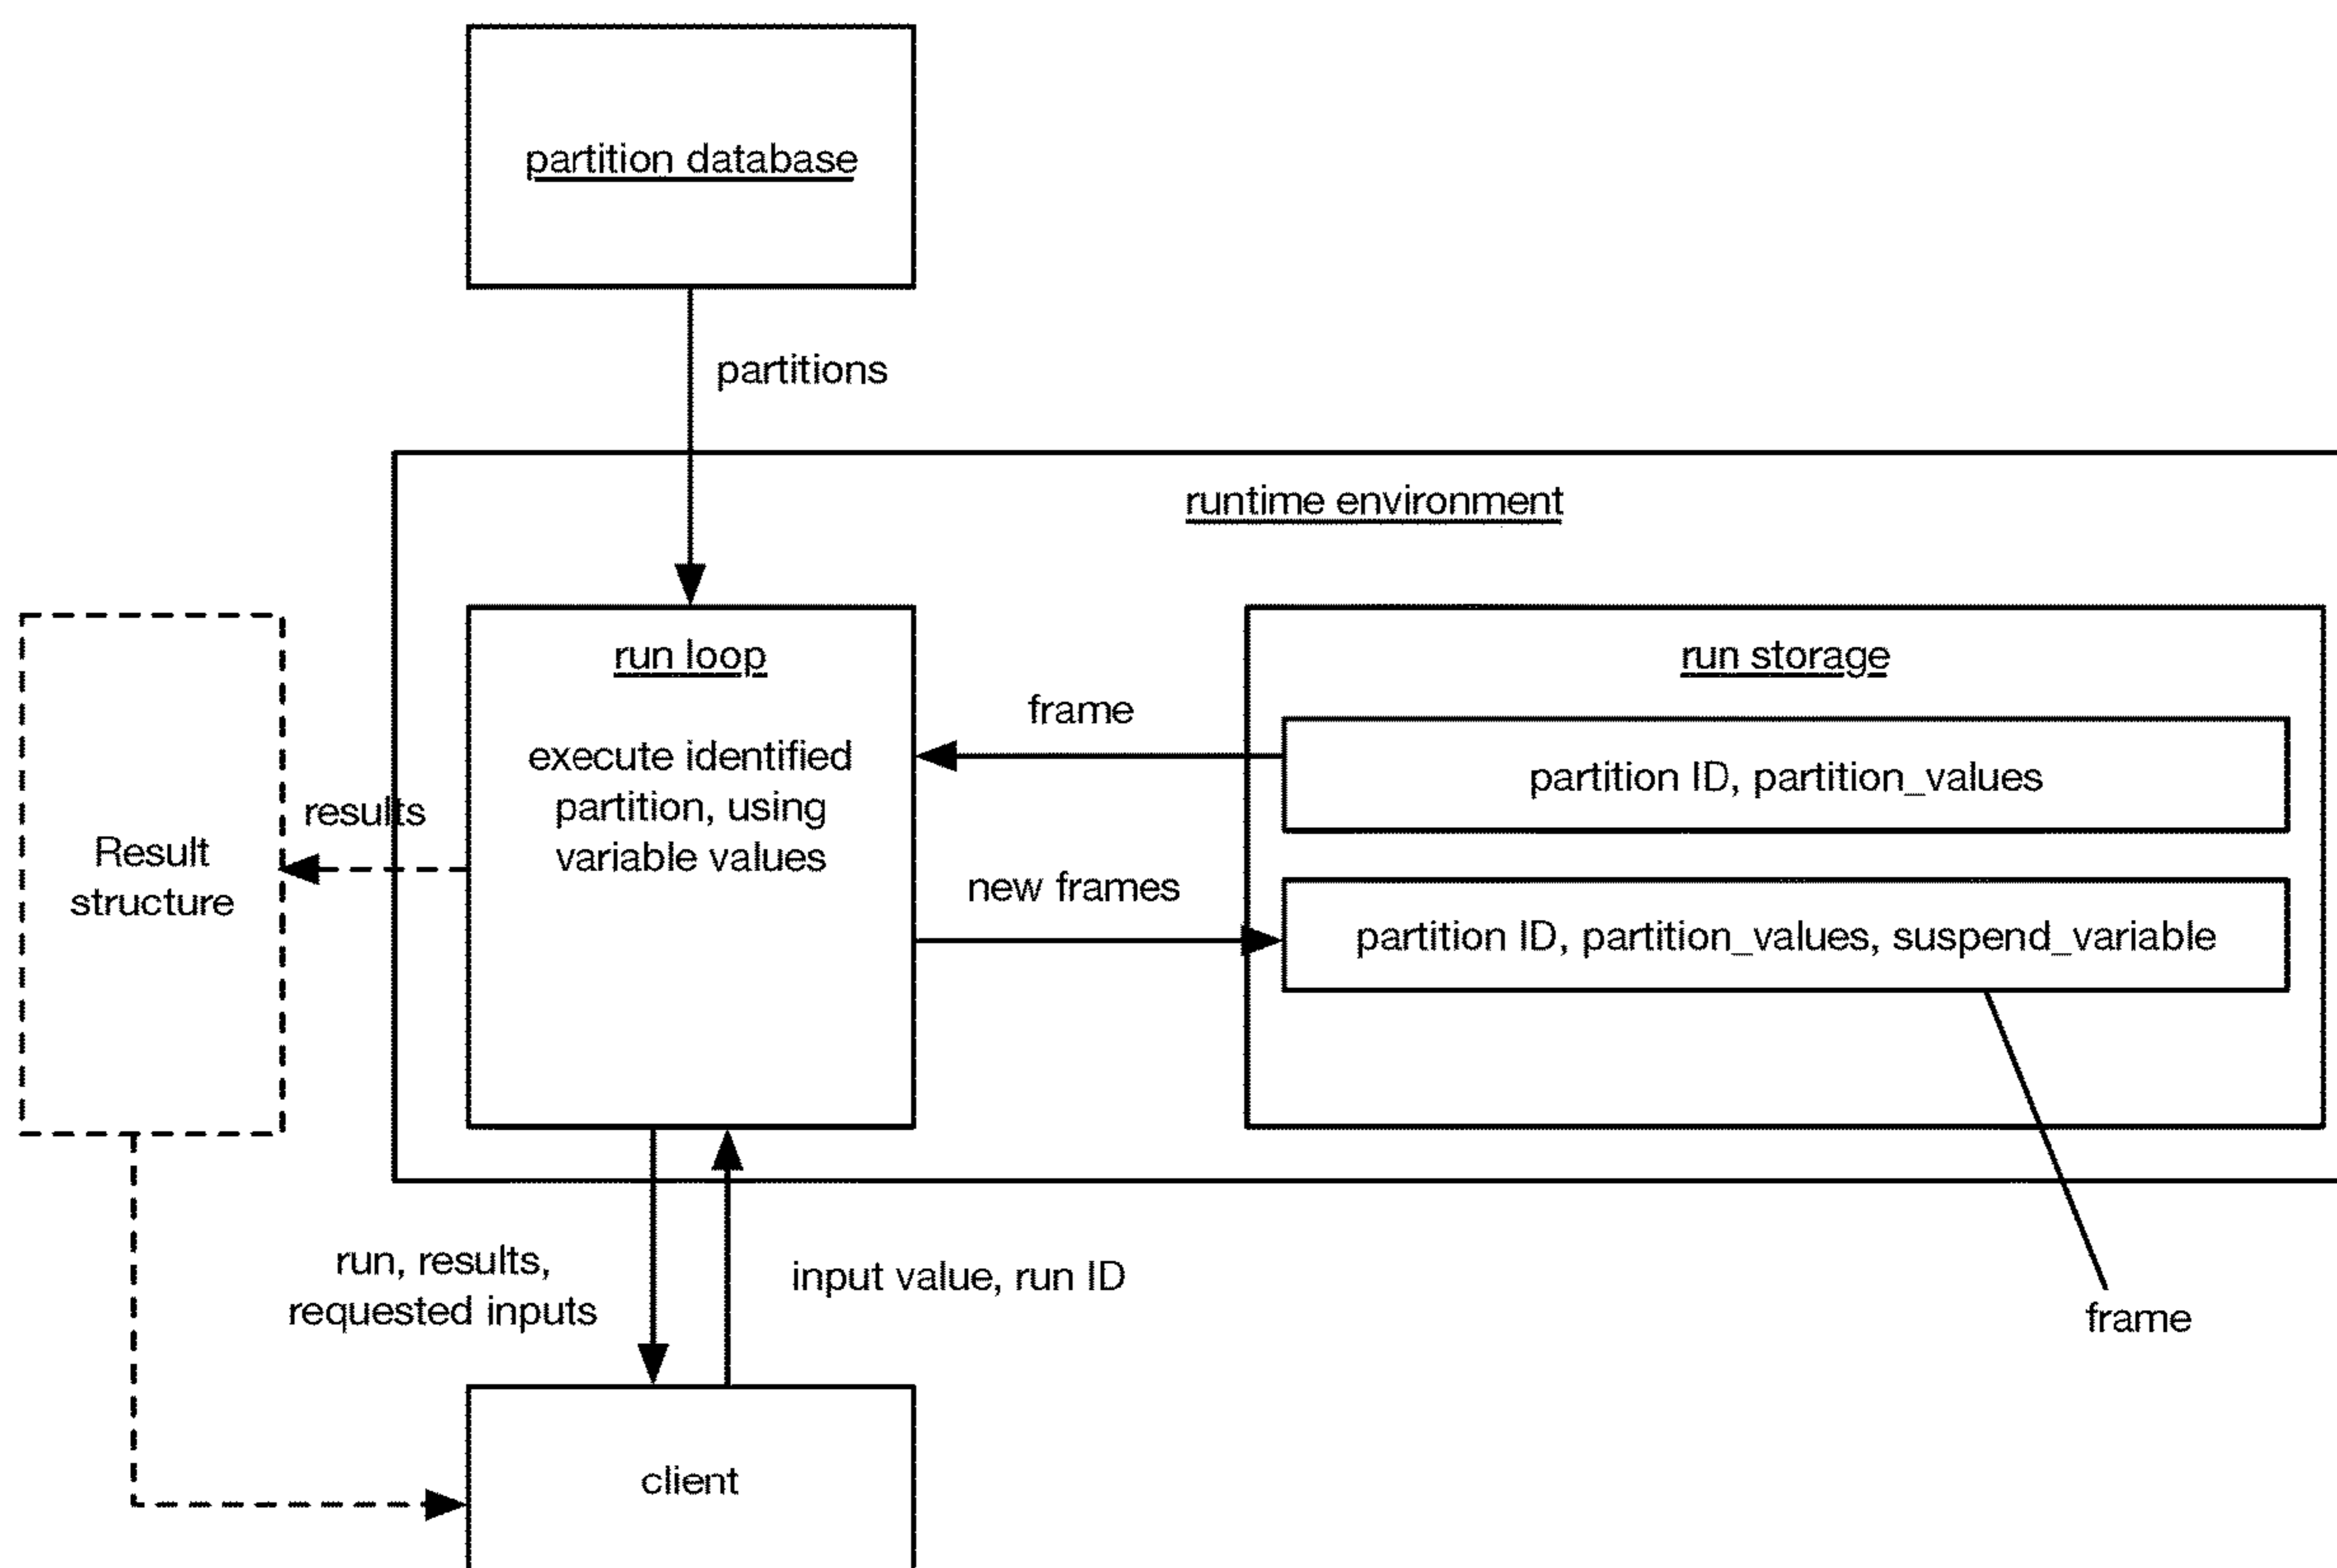 partition database
partitions
runtime environment
run loop
execute identified
partition, using
variable values
run storage
frame
partition ID, partition_values
new frames
partition ID, partition_values, suspend_variable
results
Result
structure
run, results,
requested inputs
input value, run ID
frame
client